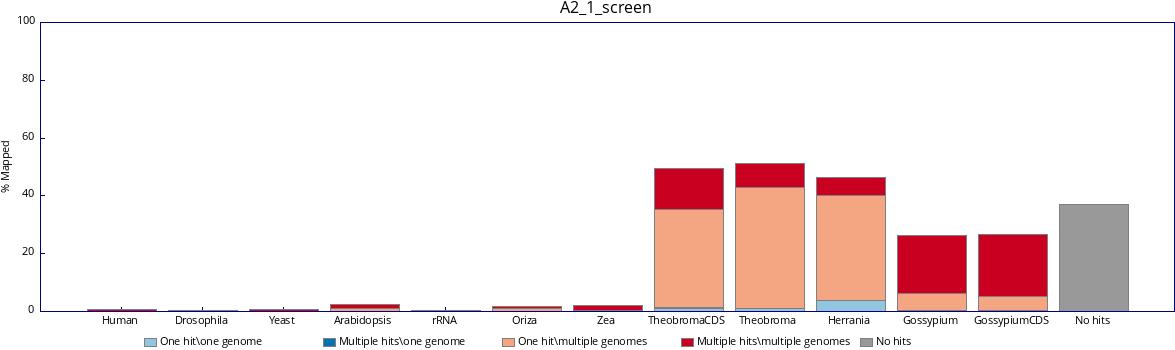 A2_1_screen
% Mapped
100
80
60
40
20
0
Human Drosophila Yeast Arabidopsis rRNA Oriza Zea TheobromaCDS Theobroma Herrania Gossypium GossypiumCDS No hits
One hit\one genome Multiple hits\one genome One hit\multiple genomes Multiple hits\multiple genomes No hits